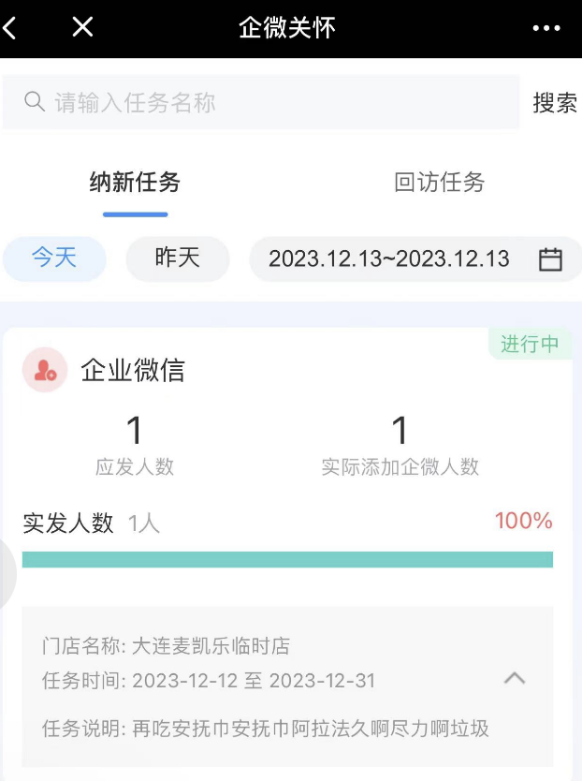 企微关怀
请输入任务名称
搜索
纳新任务
回访任务
今天
昨天
2023.12.13~2023.12.13
进行中
企业微信
1
1
应发人数
实际添加企微人数
实发人数 1人
100%
门店名称: 大连麦凯乐临时店
任务时间: 2023-12-12 至 2023-12-31
任务说明: 再吃安抚巾安抚巾阿拉法久啊尽力啊垃圾